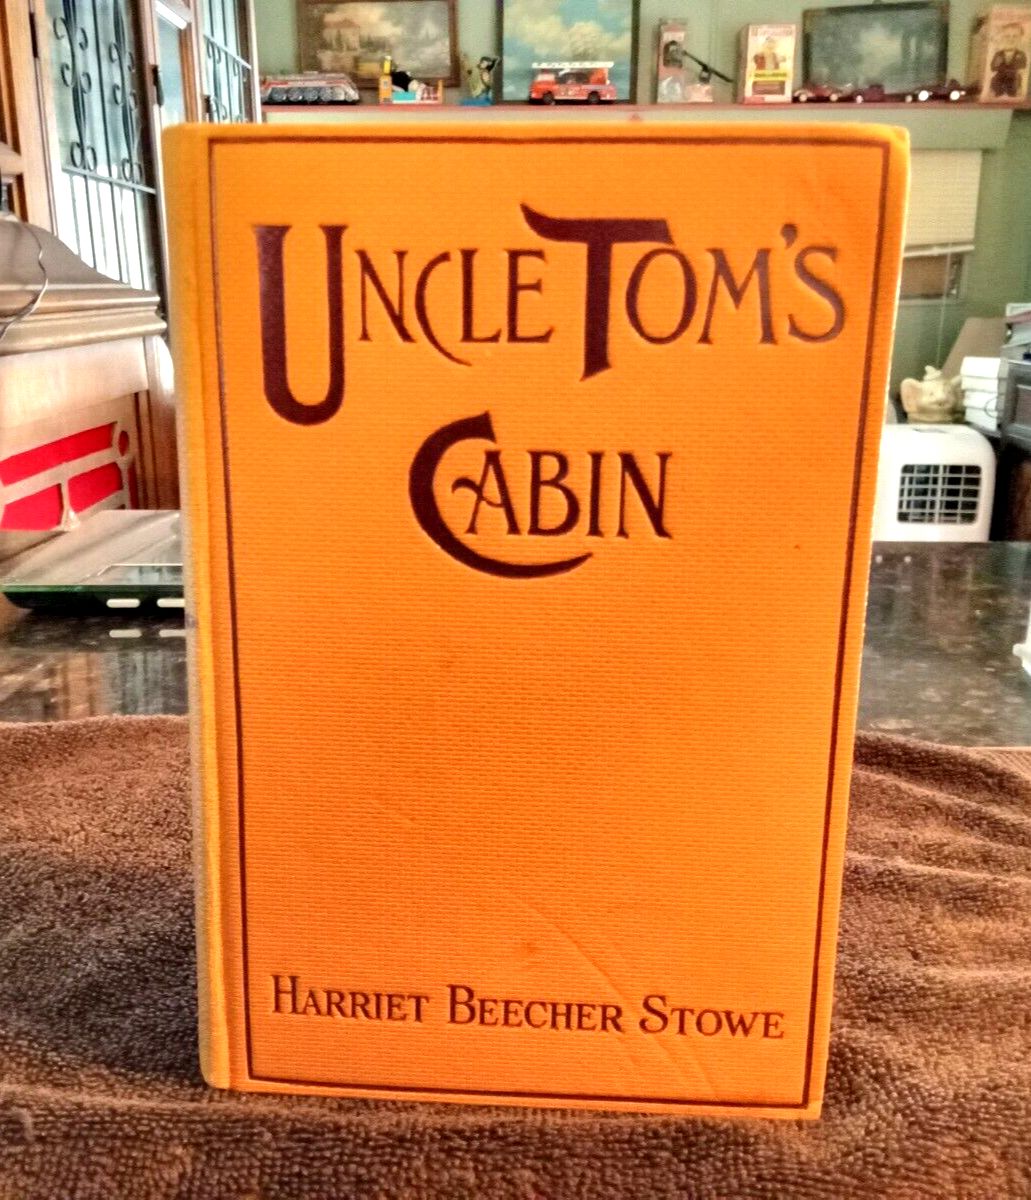 UNCLE TOM'S
CABIN
HARRIET BEECHER STOWE